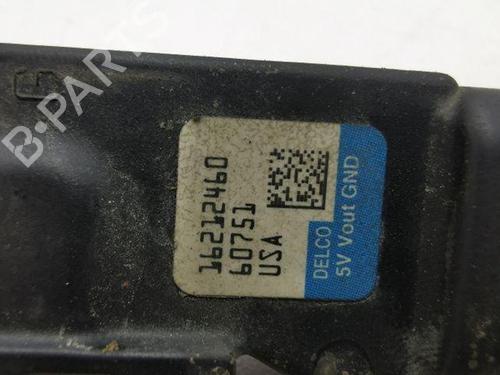 16212460
60751
USA
DELCO
5V Vout GND
B-PARTS